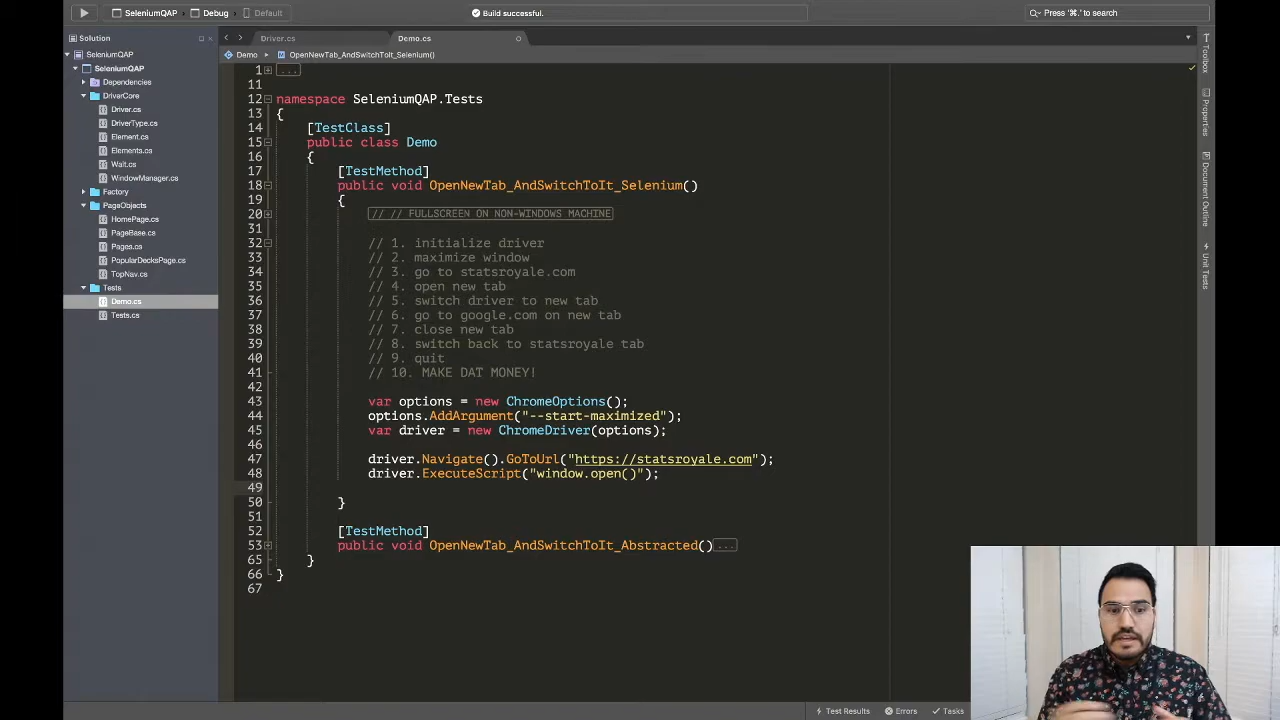 SeleniumQAP > Debug > Default
Build successful.
Press '⌘.' to search
Solution
Driver.cs
Demo.cs
Demo
OpenNewTab_AndSwitchToIt_Selenium()
SeleniumQAP
SeleniumQAP
Dependencies
DriverCore
Driver.cs
DriverType.cs
Element.cs
Elements.cs
Wait.cs
WindowManager.cs
Factory
PageObjects
HomePage.cs
PageBase.cs
Pages.cs
PopularDecksPage.cs
TopNav.cs
Tests
Demo.cs
Tests.cs
1 ...
11
12 namespace SeleniumQAP.Tests
13 {
14 [TestClass]
15 public class Demo
16 {
17 [TestMethod]
18 public void OpenNewTab_AndSwitchToIt_Selenium()
19 {
20 // // FULLSCREEN ON NON-WINDOWS MACHINE
31
32 // 1. initialize driver
33 // 2. maximize window
34 // 3. go to statsroyale.com
35 // 4. open new tab
36 // 5. switch driver to new tab
37 // 6. go to google.com on new tab
38 // 7. close new tab
39 // 8. switch back to statsroyale tab
40 // 9. quit
41 // 10. MAKE DAT MONEY!
42
43 var options = new ChromeOptions();
44 options.AddArgument("--start-maximized");
45 var driver = new ChromeDriver(options);
46
47 driver.Navigate().GoToUrl("https://statsroyale.com");
48 driver.ExecuteScript("window.open()");
49
50 }
51
52 [TestMethod]
53 public void OpenNewTab_AndSwitchToIt_Abstracted()...
65 }
66 }
67
Toolbox
Properties
Document Outline
Unit Tests
Test Results
Errors
Tasks